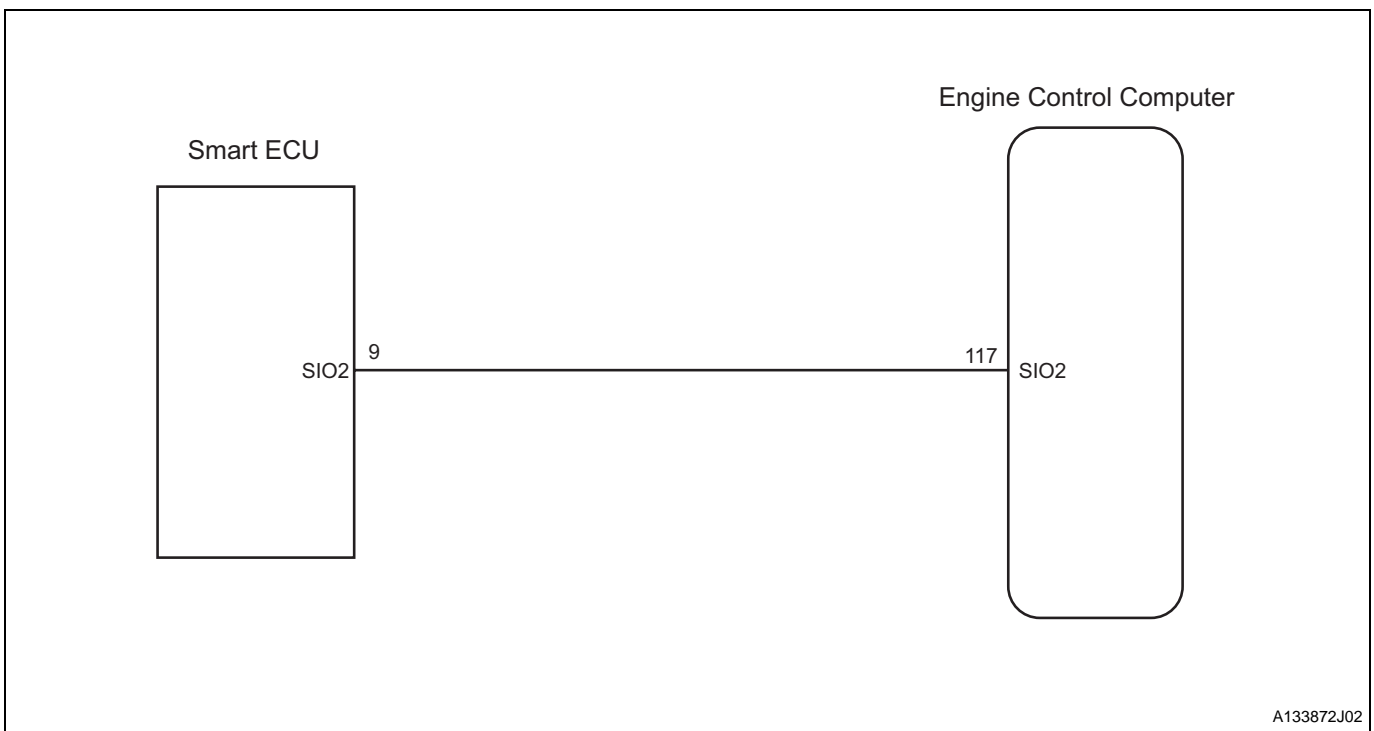 Engine Control Computer
Smart ECU
9
117
SIO2
SIO2
A133872J02